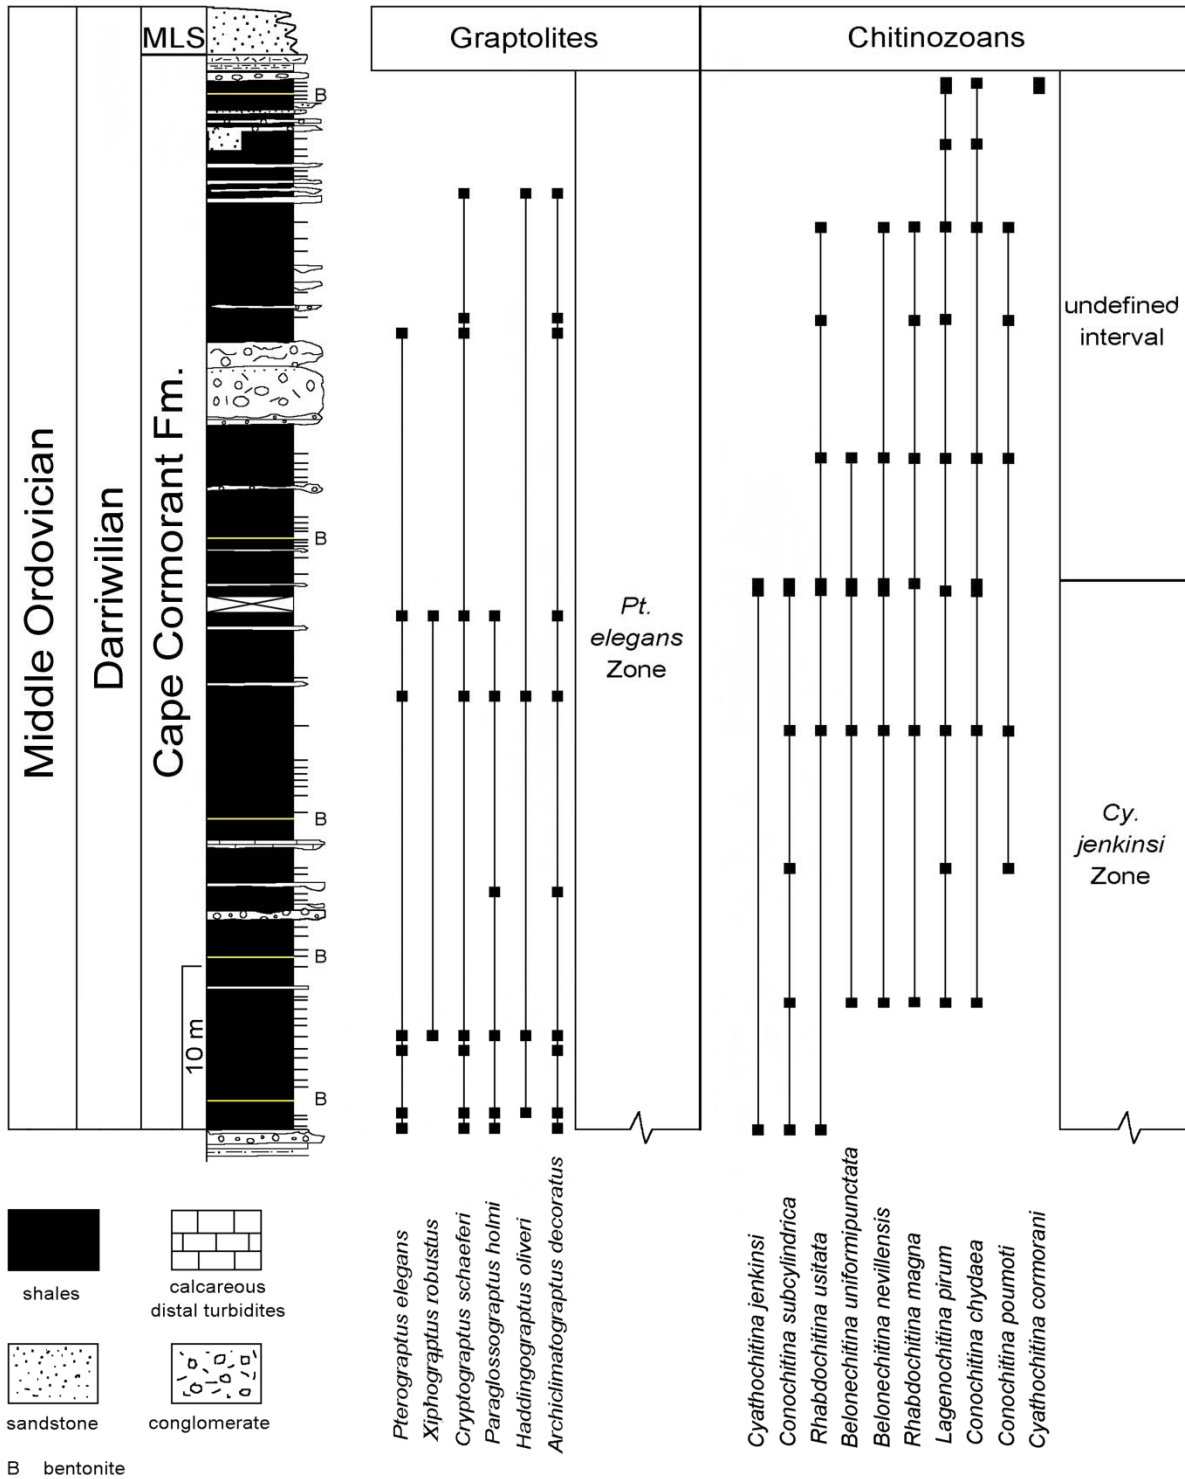 MLS
Graptolites
Chitinozoans
B
Middle Ordovician
Darriwilian
Cape Cormorant Fm.
undefined
interval
B
Pt.
elegans
Zone
B
Cy.
jenkinsi
Zone
B
10 m
B
Pterograptus elegans
Xiphograptus robustus
Cryptograptus schaeferi
Paraglossograptus holmi
Haddingograptus oliveri
Archiclimatograptus decoratus
Cyathochitina jenkinsi
Conochitina subcylindrica
Rhabdochitina usitata
Belonechitina uniformipunctata
Belonechitina nevillensis
Rhabdochitina magna
Lagenochitina pirum
Conochitina chydaea
Conochitina poumoti
Cyathochitina cormorani
shales
calcareous
distal turbidites
sandstone
conglomerate
B bentonite